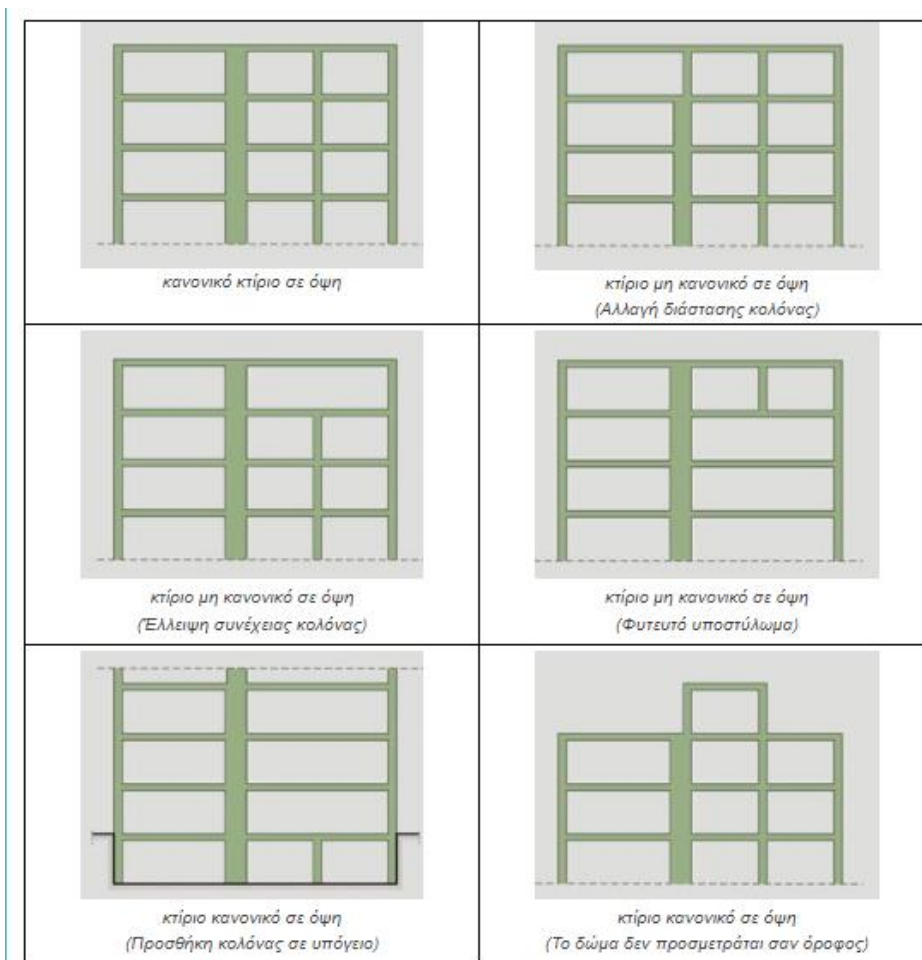 κανονικό κτίριο σε όψη
κτίριο μη κανονικό σε όψη
(Αλλαγή διάστασης κολόνας)
κτίριο μη κανονικό σε όψη
(Έλλειψη συνέχειας κολόνας)
κτίριο μη κανονικό σε όψη
(Φυτευτό υποστύλωμα)
κτίριο κανονικό σε όψη
(Προσθήκη κολόνας σε υπόγειο)
κτίριο κανονικό σε όψη
(Το δώμα δεν προσμετράται σαν όροφος)